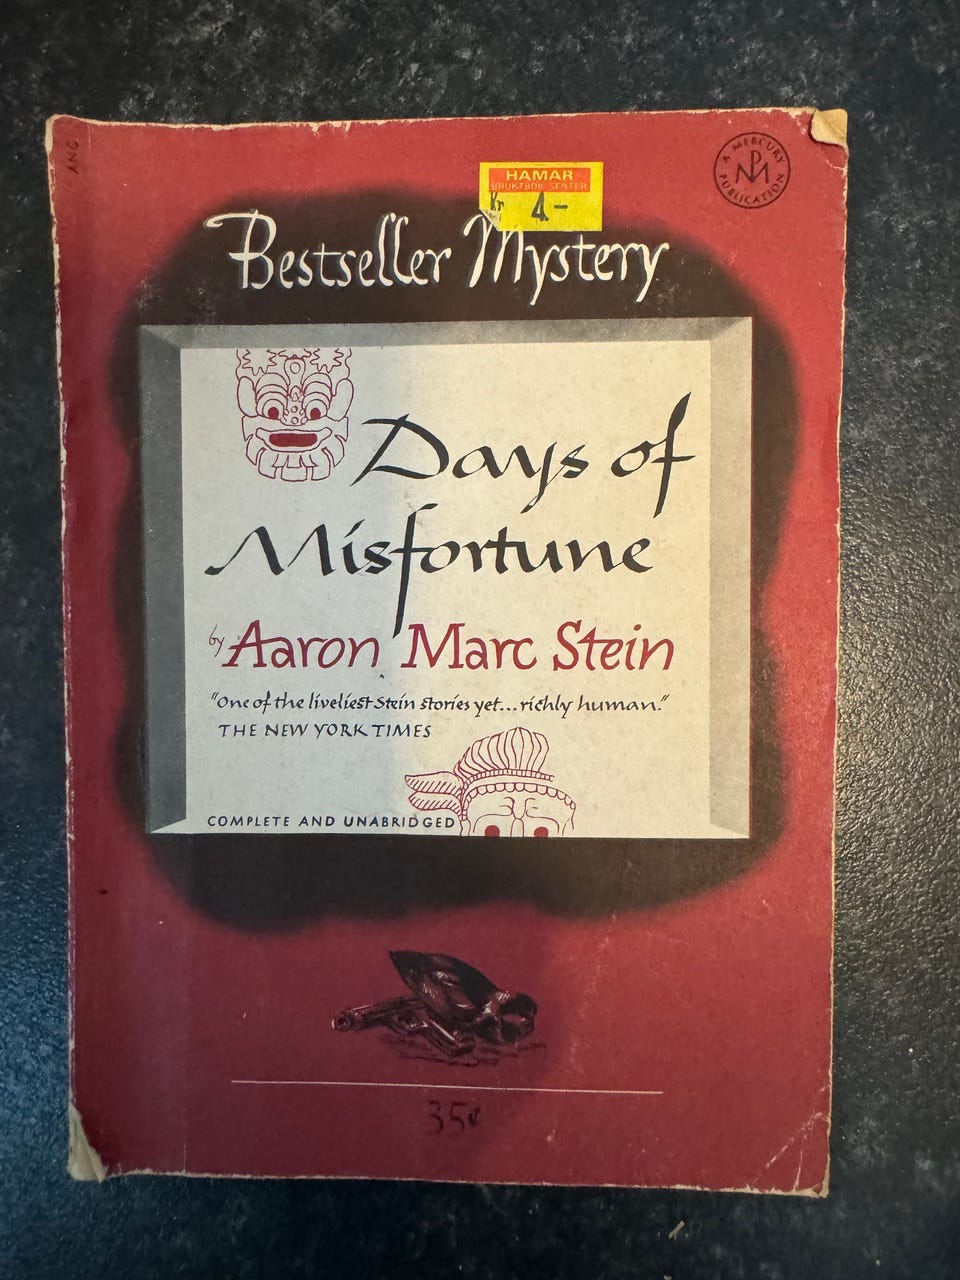 A MERCURY PUBLICATION
HAMAR
BRUKTBOK SENTER
Kr 4-
Bestseller Mystery
Days of
Misfortune
by Aaron Marc Stein
"One of the liveliest Stein stories yet... richly human."
THE NEW YORK TIMES
COMPLETE AND UNABRIDGED
35¢